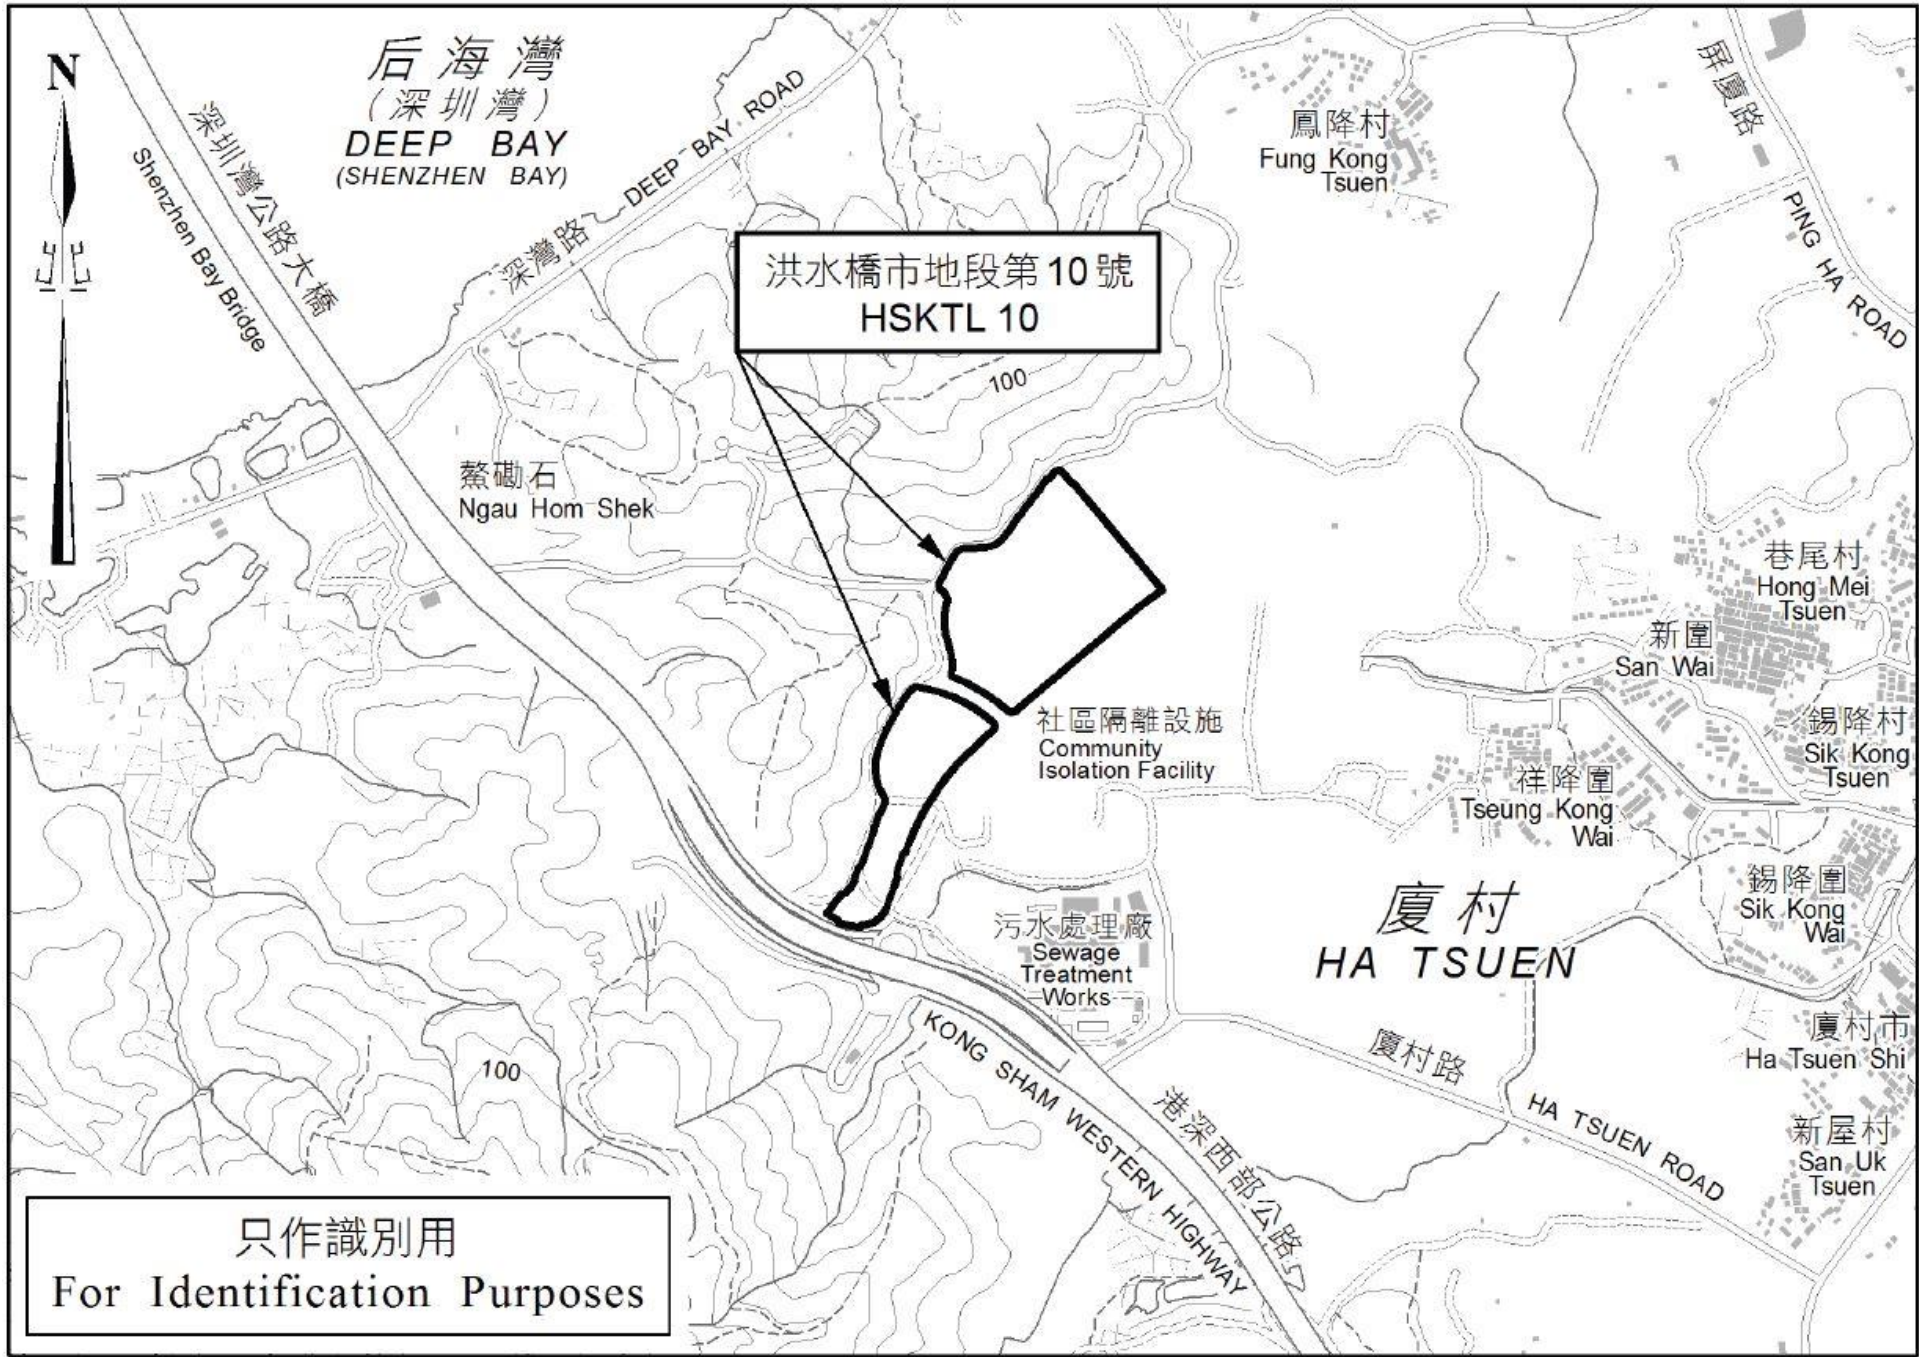 N
后海灣
(深圳灣)
DEEP BAY
(SHENZHEN BAY)
深圳灣公路大橋
Shenzhen Bay Bridge
深灣路
DEEP BAY ROAD
鳳降村
Fung Kong
Tsuen
屏廈路
PING HA ROAD
洪水橋市地段第10號
HSKTL 10
100
鰲磡石
Ngau Hom Shek
巷尾村
Hong Mei
Tsuen
新圍
San Wai
錫降村
Sik Kong
Tsuen
社區隔離設施
Community
Isolation Facility
祥降圍
Tseung Kong
Wai
錫降圍
Sik Kong
Wai
廈村
HA TSUEN
污水處理廠
Sewage
Treatment
Works
廈村市
Ha Tsuen Shi
廈村路
HA TSUEN ROAD
新屋村
San Uk
Tsuen
港深西部公路
KONG SHAM WESTERN HIGHWAY
100
只作識別用
For Identification Purposes